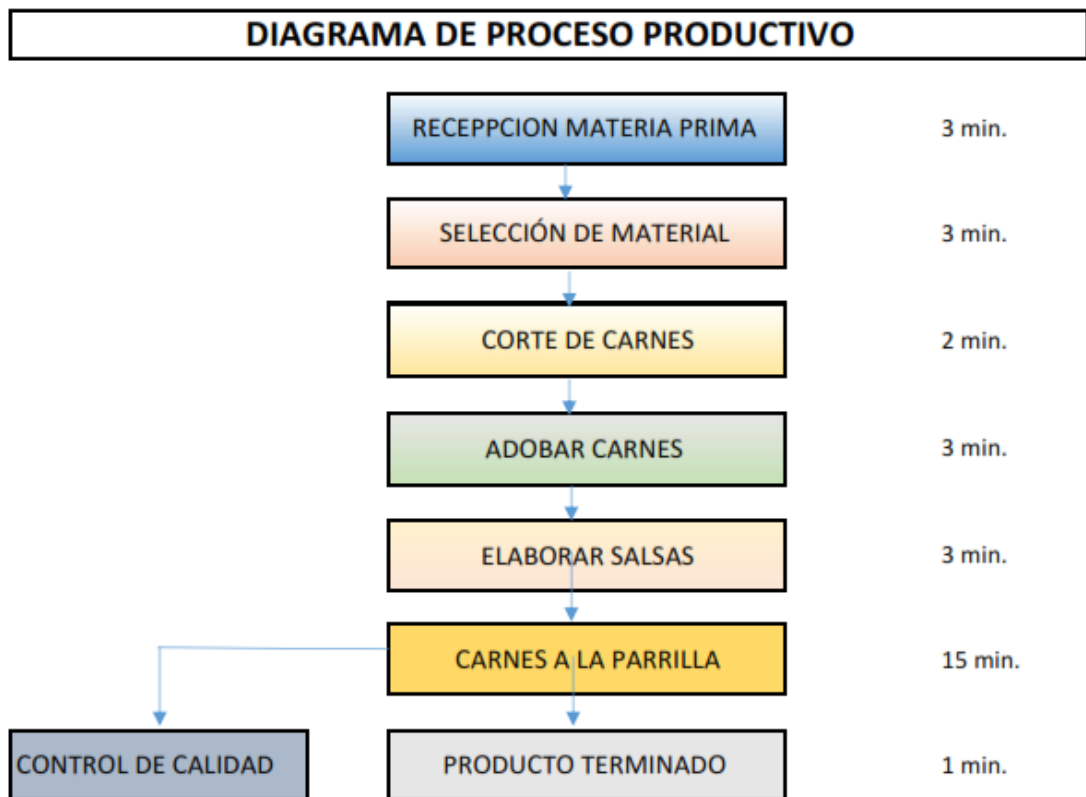 DIAGRAMA DE PROCESO PRODUCTIVO
RECEPPCION MATERIA PRIMA 3 min.
SELECCIÓN DE MATERIAL 3 min.
CORTE DE CARNES 2 min.
ADOBAR CARNES 3 min.
ELABORAR SALSAS 3 min.
CARNES A LA PARRILLA 15 min.
CONTROL DE CALIDAD PRODUCTO TERMINADO 1 min.